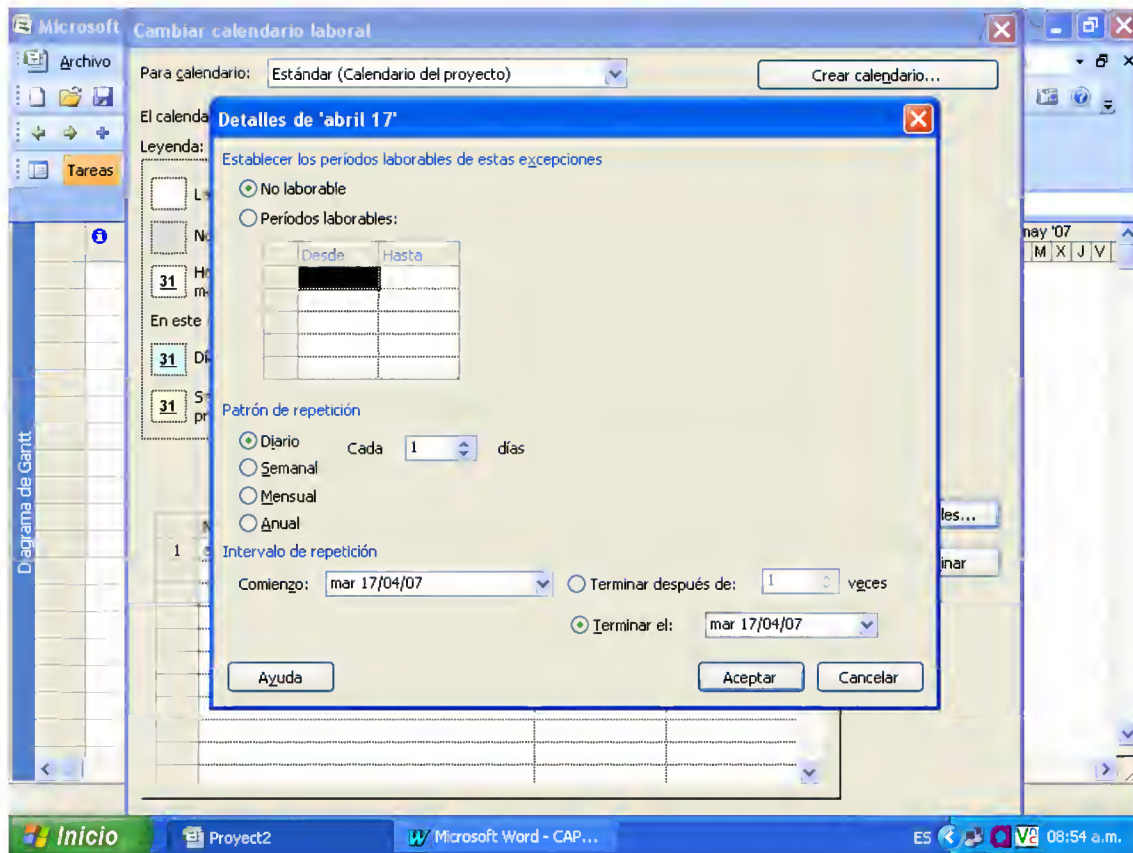 Microsoft
Cambiar calendario laboral
Archivo
Para calendario: Estándar (Calendario del proyecto) Crear calendario...
El calenda
Detalles de 'abril 17'
Leyenda:
Establecer los períodos laborables de estas excepciones
Tareas
No laborable
Períodos laborables:
may '07
Desde Hasta
M X J V
31
En este
31
31
pr
Patrón de repetición
Diario Cada 1 días
Semanal
Mensual
Anual
les...
1
Intervalo de repetición
inar
Comienzo: mar 17/04/07 Terminar después de: 1 veces
Terminar el: mar 17/04/07
Ayuda Aceptar Cancelar
Diagrama de Gantt
Inicio Proyect2 Microsoft Word - CAP... ES 08:54 a.m.